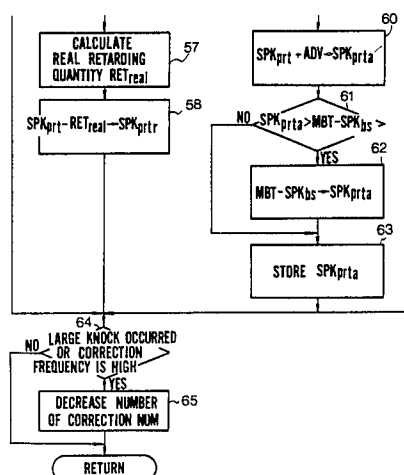 57
CALCULATE
REAL RETARDING
QUANTITY RETreal
58
SPKprt-RETreal→SPKprtr
60
SPKprt+ADV→SPKprta
61
NO
SPKprta>MBT-SPKbs
YES
62
MBT-SPKbs→SPKprta
63
STORE SPKprta
64
NO
LARGE KNOCK OCCURRED
OR CORRECTION
FREQUENCY IS HIGH
YES
65
DECREASE NUMBER
OF CORRECTION NUM
RETURN